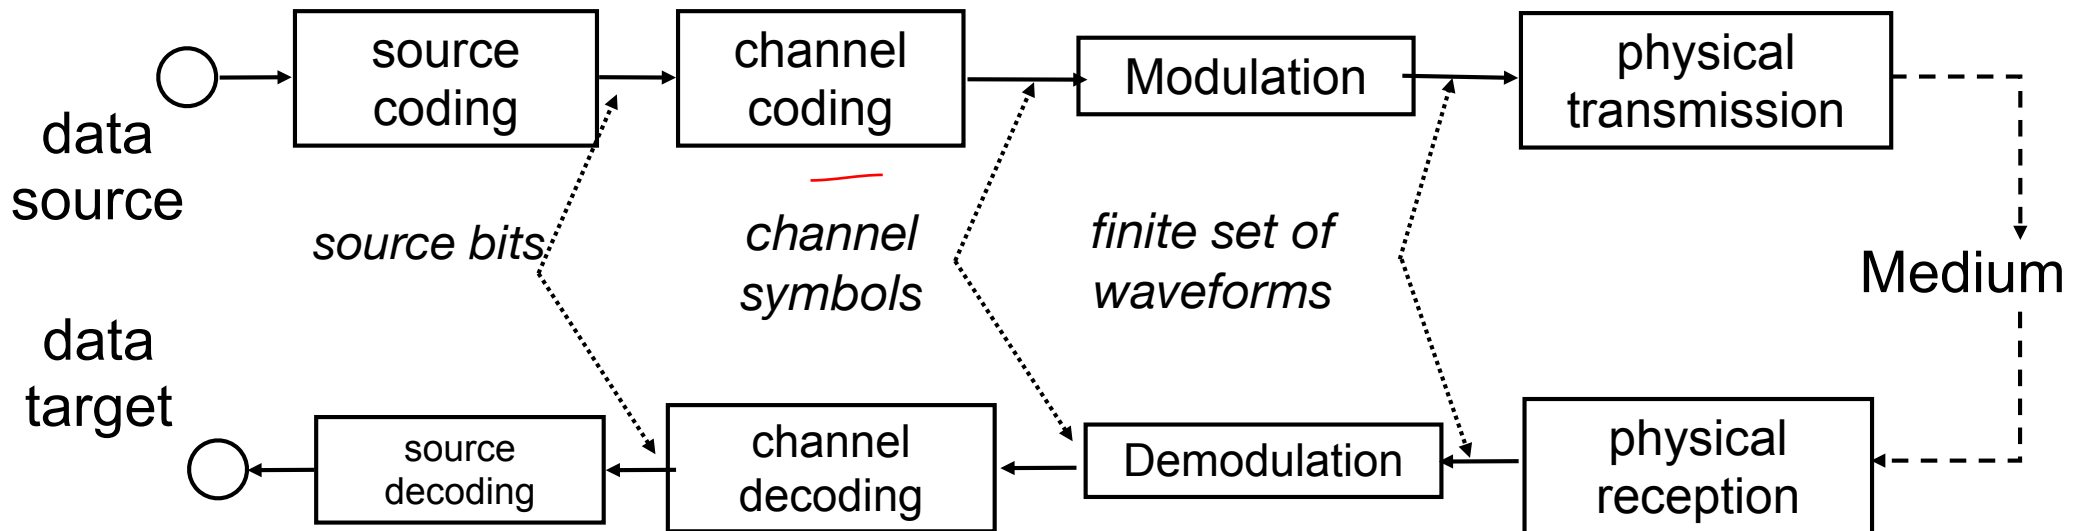 source
coding
channel
coding
Modulation
physical
transmission
data
source
source bits
channel
symbols
finite set of
waveforms
Medium
data
target
source
decoding
channel
decoding
Demodulation
physical
reception